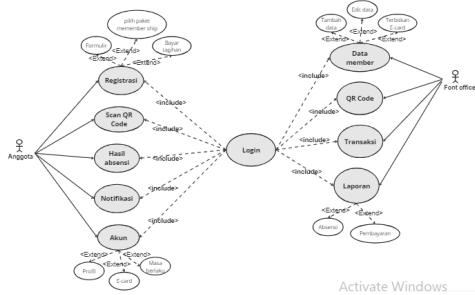 pilih paket
memember ship
Formulir
Bayar
tagihan
<Extend>
<Extend>
<Extend>
Registrasi
Scan QR
Code
Hasil
absensi
Notifikasi
Akun
Anggota
<Extend>
<Extend>
<Extend>
Profil
E-card
Masa
berlaku
<include>
<include>
<include>
<include>
<include>
Login
<include>
<include>
<include>
<include>
Edit data
Tambah
data
Terbitkan
E-card
<Extend>
<Extend>
<Extend>
Data
member
QR Code
Transaksi
Laporan
Font office
<Extend>
<Extend>
Absensi
Pembayaran
Activate Windows